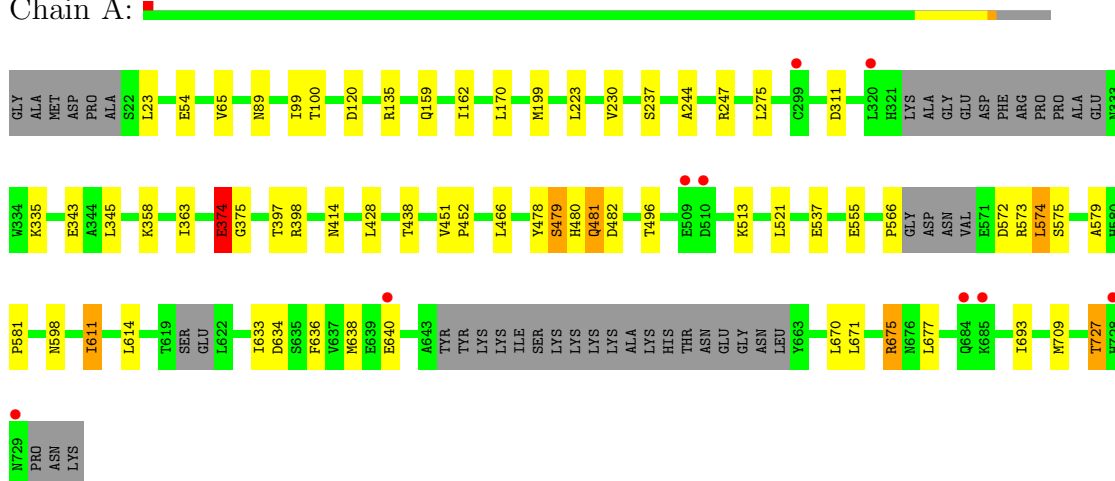 Chain A:
GLY ALA MET ASP PRO ALA S22 L23 E54 V65 N89 I99 T100 D120 R135 Q159 I162 L170 M199 L223 V230 S237 A244 R247 L275 C299 D311 L320 H321 LYS ALA GLY GLU ASP PHE ARG PRO PRO ALA GLU N333
W334 K335 E343 A344 L345 K358 I363 E374 G375 T397 R398 N414 L428 T438 V451 P452 L466 Y478 S479 H480 Q481 D482 T496 E509 D510 K513 L521 E537 E555 P566 GLY ASP ASN VAL E571 D572 R573 L574 S575 A579 H580
P581 N598 I611 L614 T619 SER GLU L622 I633 D634 S635 F636 V637 M638 E639 E640 A643 TYR TYR LYS LYS ILE SER LYS LYS LYS LYS ALA LYS HIS THR ASN GLU GLY ASN LEU Y663 L670 L671 R675 N676 L677 Q684 K685 I693 M709 T727 H728
N729 PRO ASN LYS